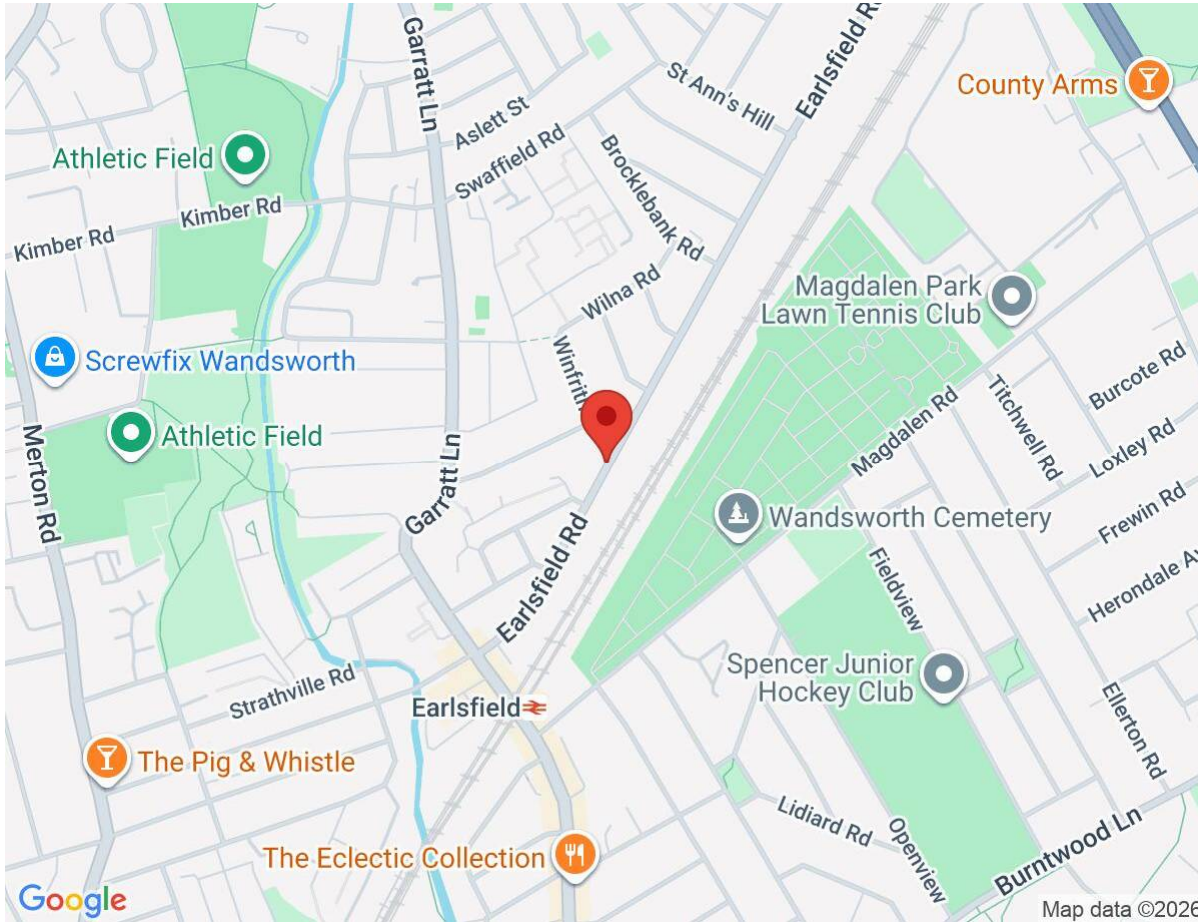 Garratt Ln
Earlsfield Rd
St Ann's Hill
County Arms
Aslett St
Athletic Field
Swaffield Rd
Brocklebank Rd
Kimber Rd
Kimber Rd
Wilna Rd
Magdalen Park
Lawn Tennis Club
Screwfix Wandsworth
Burcote Rd
Titchwell Rd
Magdalen Rd
Athletic Field
Merton Rd
Garratt Ln
Loxley Rd
Wandsworth Cemetery
Frewin Rd
Earlsfield Rd
Fieldview
Herondale
Spencer Junior
Hockey Club
Strathville Rd
Earlsfield
Ellerton Rd
The Pig & Whistle
Lidiard Rd
Openview
Burntwood Ln
The Eclectic Collection
Google
Map data ©2026